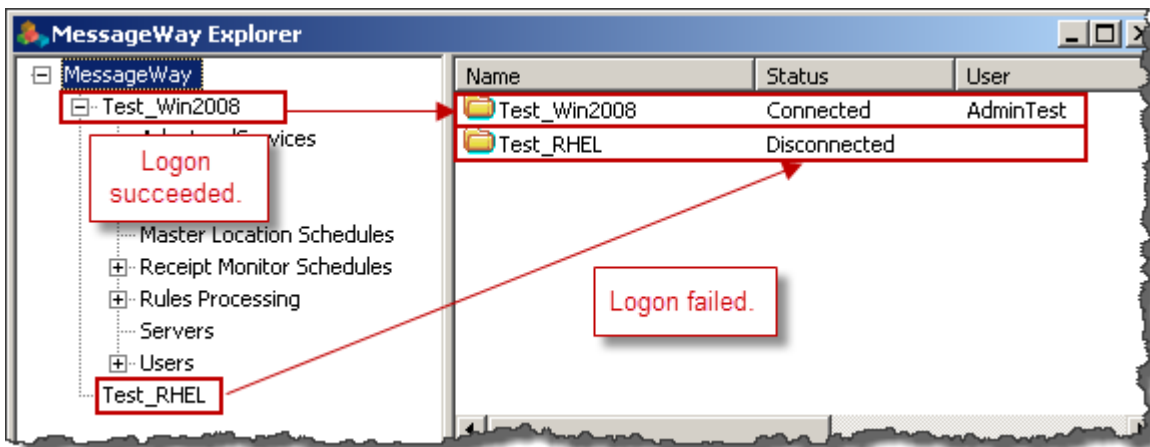 MessageWay Explorer
MessageWay
Test_Win2008
vices
Logon
succeeded.
Master Location Schedules
Receipt Monitor Schedules
Rules Processing
Servers
Users
Test_RHEL
Name Status User
Test_Win2008 Connected AdminTest
Test_RHEL Disconnected
Logon failed.